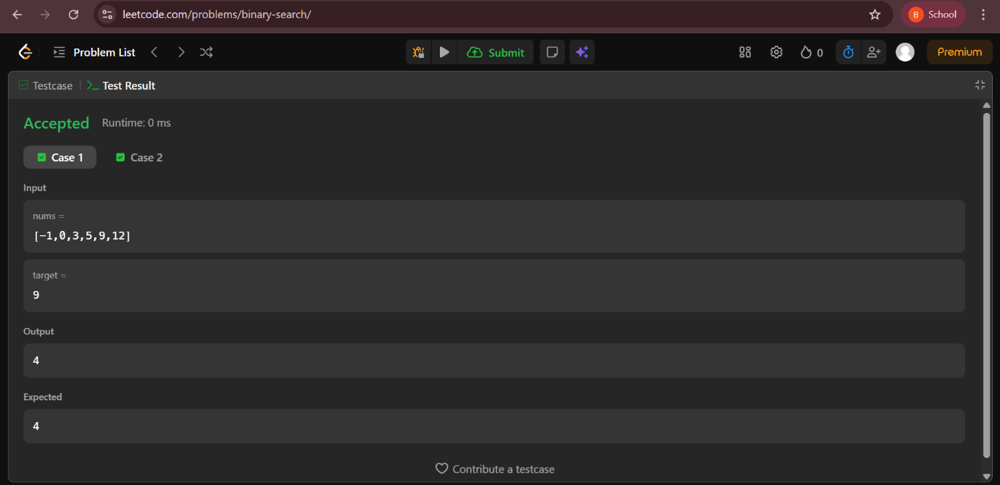 leetcode.com/problems/binary-search/
B School
Problem List
Submit
0
Premium
Testcase
Test Result
Accepted Runtime: 0 ms
Case 1 Case 2
Input
nums =
[-1,0,3,5,9,12]
target =
9
Output
4
Expected
4
Contribute a testcase